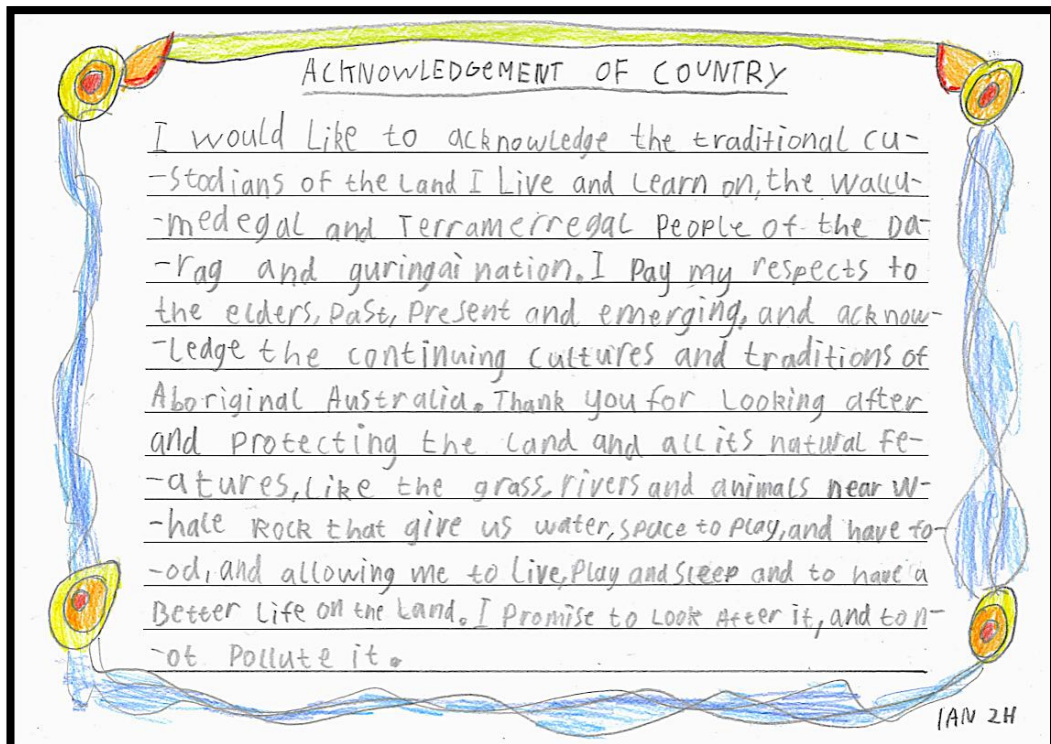 ACKNOWLEDGEMENT OF COUNTRY
I would Like to acknowledge the traditional cu-
-stodians of the Land I Live and Learn on, the Wallu-
-medegal and Terramerregal People of the Da-
-rag and guringai nation. I Pay my respects to
the elders, Past, Present and emerging, and acknow-
-Ledge the continuing cultures and traditions of
Aboriginal Australia. Thank you for Looking after
and Protecting the Land and all its natural fe-
-atures, Like the grass, rivers and animals near W-
-hale Rock that give us water, space to Play, and have fo-
-od, and allowing me to Live, Play and Sleep and to have a
Better Life on the Land. I Promise to Look After it, and to n-
-ot Pollute it.
IAN 2H